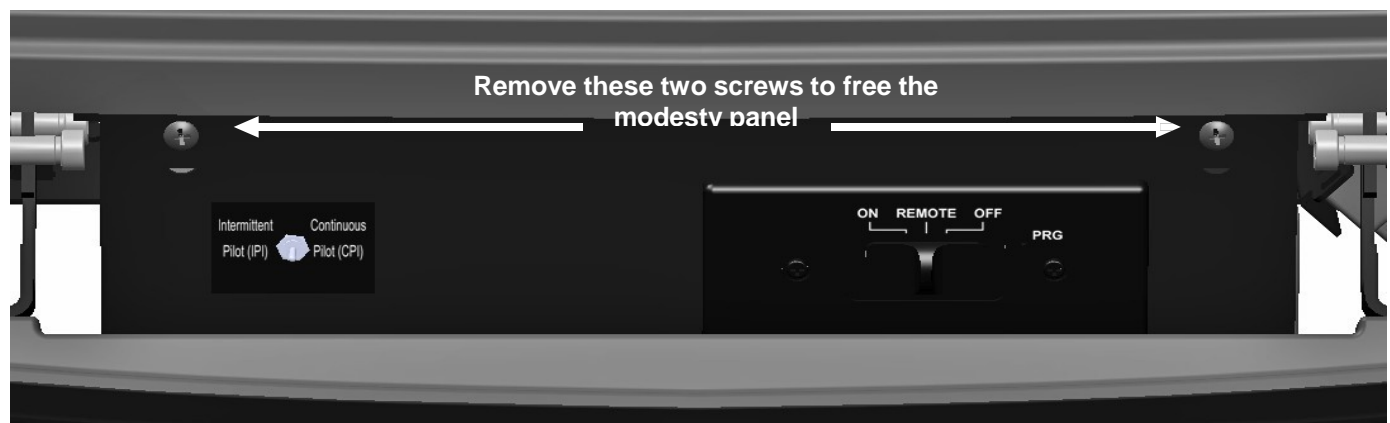 Remove these two screws to free the
modesty panel
ON REMOTE OFF
PRG
Intermittent Continuous
Pilot (IPI) Pilot (CPI)